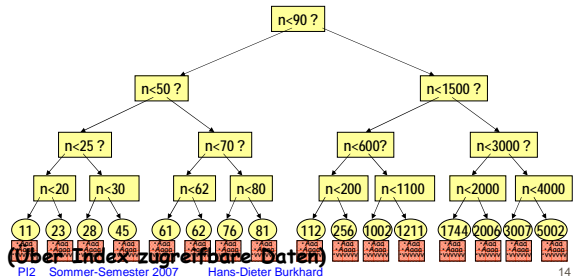 n<90 ?
n<50 ? n<1500 ?
n<25 ? n<70 ? n<600? n<3000 ?
n<20 n<30 n<62 n<80 n<200 n<1100 n<2000 n<4000
11 23 28 45 61 62 76 81 112 256 1002 1211 1744 2006 3007 5002
(Über Index zugreifbare Daten)
PI2 Sommer-Semester 2007 Hans-Dieter Burkhard 14